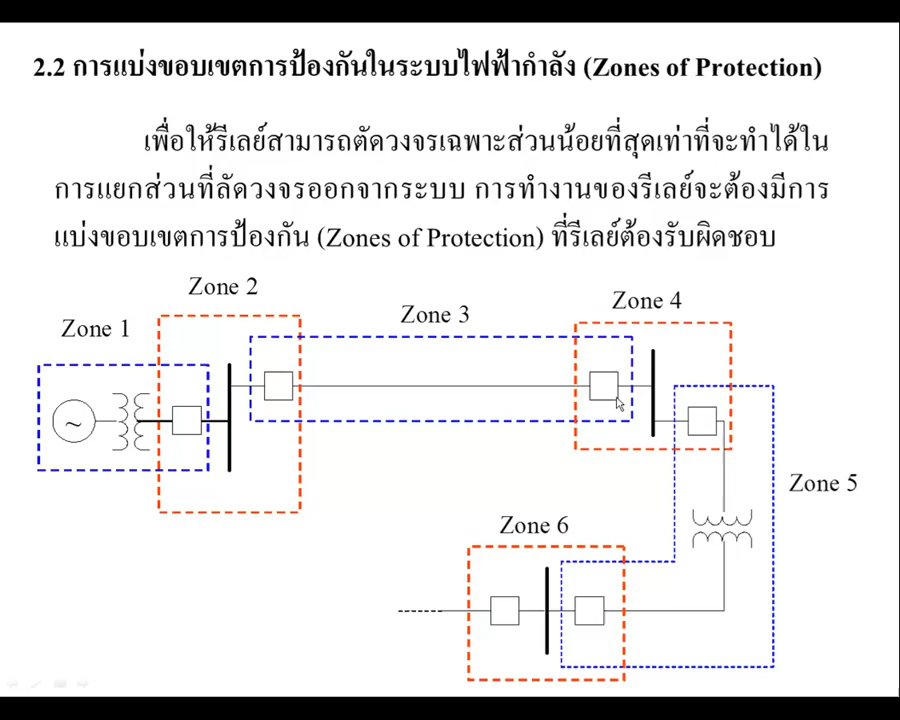 2.2 การแบ่งขอบเขตการป้องกันในระบบไฟฟ้ากำลัง (Zones of Protection)
เพื่อให้รีเลย์สามารถตัดวงจรเฉพาะส่วนน้อยที่สุดเท่าที่จะทำได้ใน
การแยกส่วนที่ลัดวงจรออกจากระบบ การทำงานของรีเลย์จะต้องมีการ
แบ่งขอบเขตการป้องกัน (Zones of Protection) ที่รีเลย์ต้องรับผิดชอบ
Zone 2
Zone 4
Zone 3
Zone 1
~
Zone 5
Zone 6